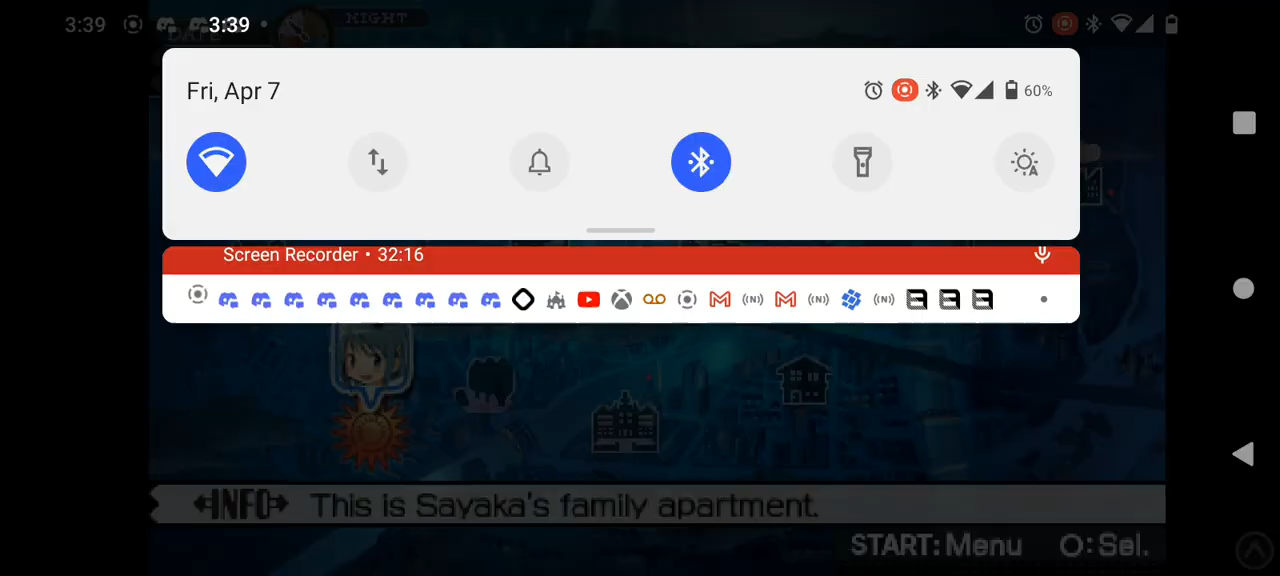 3:39 3:39
NIGHT
DATE
Fri, Apr 7
60%
Screen Recorder • 32:16
INFO This is Sayaka's family apartment.
START:Menu O:Sel.